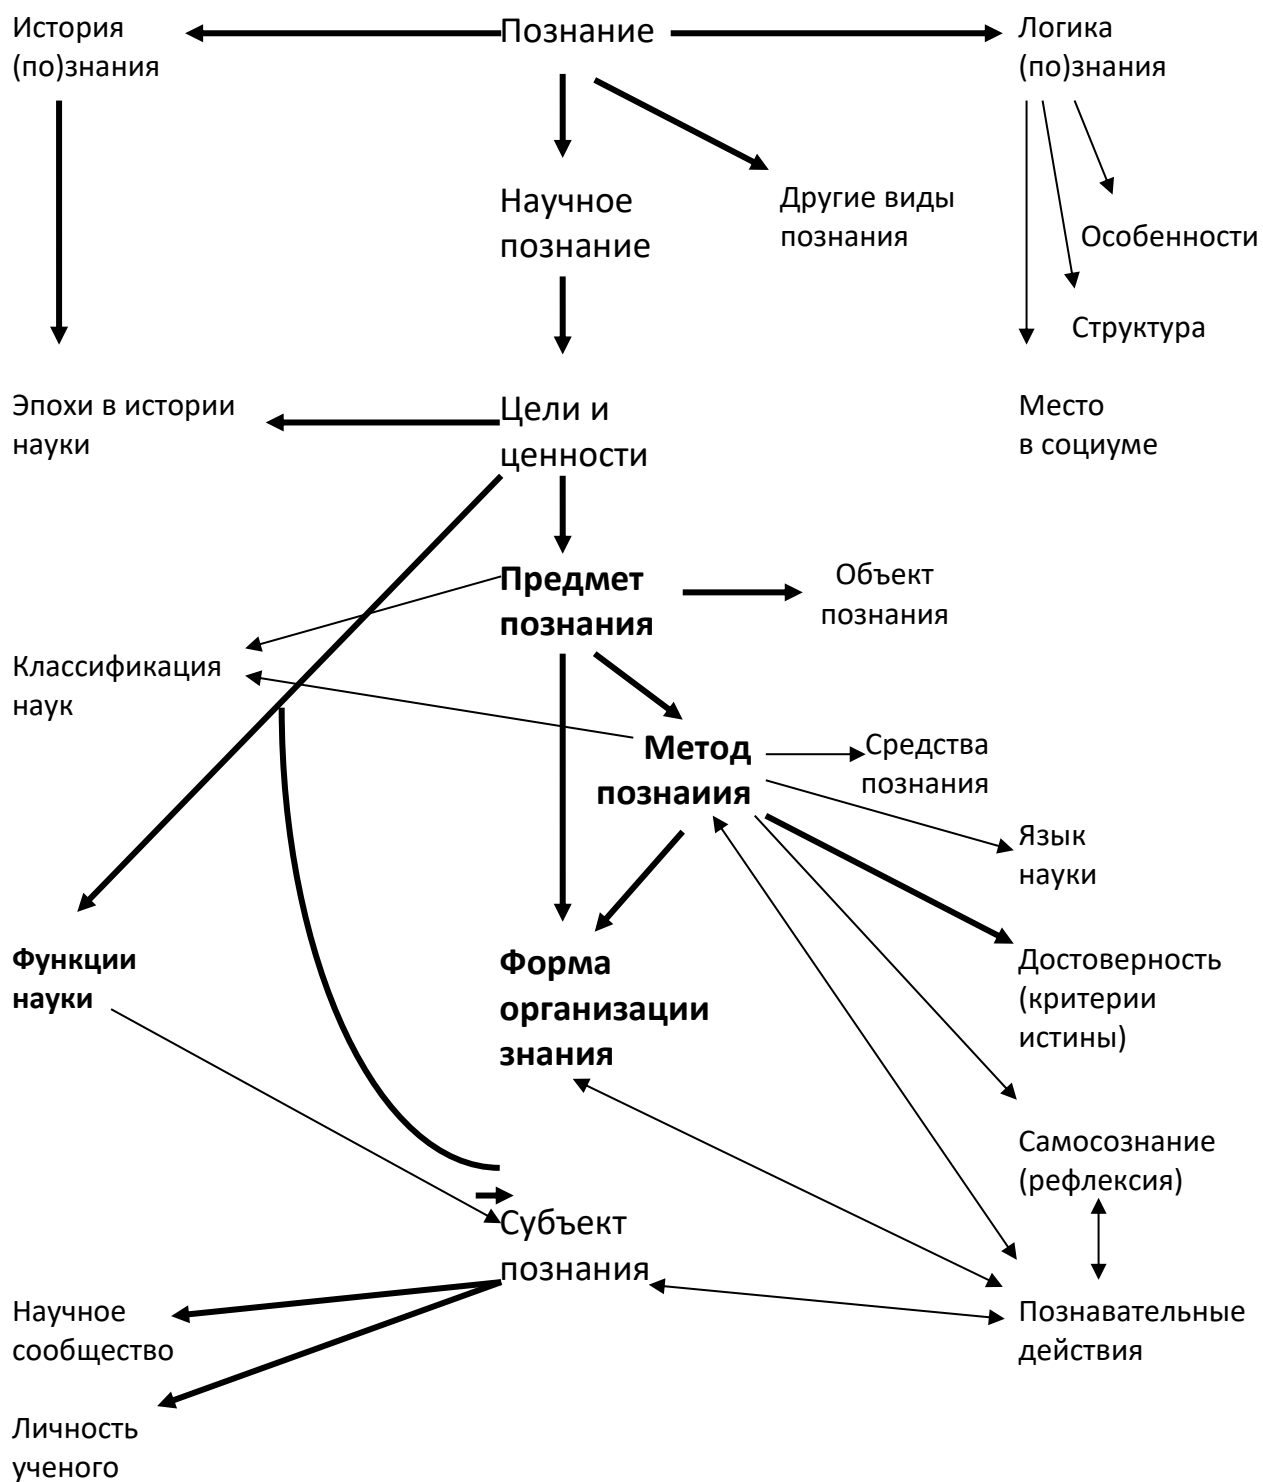 История
(по)знания
Познание
Логика
(по)знания
Научное
познание
Другие виды
познания
Особенности
Структура
Эпохи в истории
науки
Цели и
ценности
Место
в социуме
Предмет
познания
Объект
познания
Классификация
наук
Метод
познаиия
Средства
познания
Язык
науки
Функции
науки
Форма
организации
знания
Достоверность
(критерии
истины)
Самосознание
(рефлексия)
Субъект
познания
Научное
сообщество
Познавательные
действия
Личность
ученого